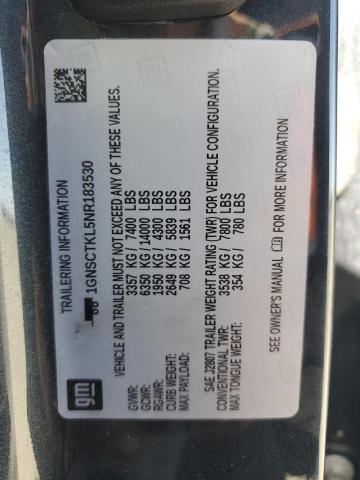 gm
TRAILERING INFORMATION
1GNSCTKL5NR183530
VEHICLE AND TRAILER MUST NOT EXCEED ANY OF THESE VALUES.
GVWR: 3357 KG / 7400 LBS
GCWR: 6350 KG / 14000 LBS
RGAWR: 1950 KG / 4300 LBS
CURB WEIGHT: 2648 KG / 5839 LBS
MAX PAYLOAD: 708 KG / 1561 LBS
SAE J2807 TRAILER WEIGHT RATING (TWR) FOR VEHICLE CONFIGURATION.
CONVENTIONAL TWR: 3538 KG / 7800 LBS
MAX TONGUE WEIGHT: 354 KG / 780 LBS
SEE OWNER'S MANUAL FOR MORE INFORMATION